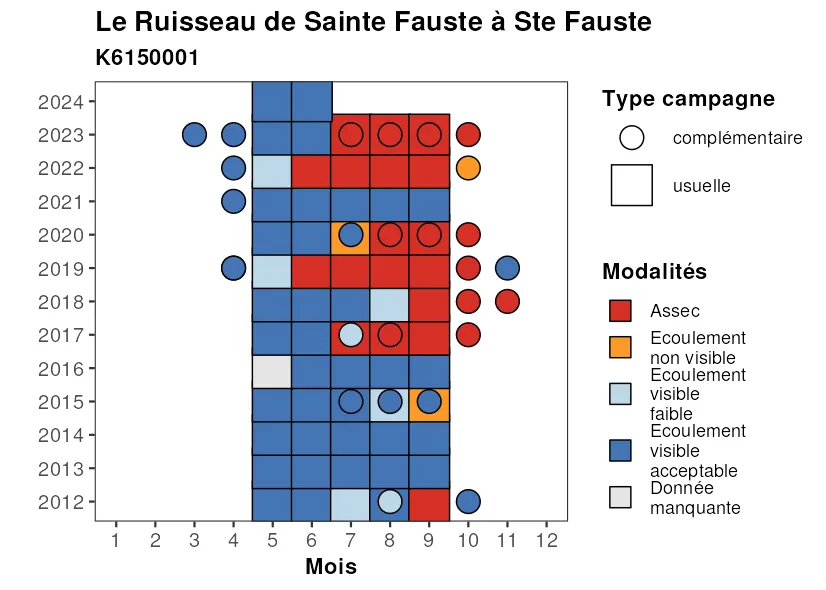 Le Ruisseau de Sainte Fauste à Ste Fauste
K6150001
2024
2023
2022
2021
2020
2019
2018
2017
2016
2015
2014
2013
2012
1 2 3 4 5 6 7 8 9 10 11 12
Mois
Type campagne
complémentaire
usuelle
Modalités
Assec
Ecoulement
non visible
Ecoulement
visible
faible
Ecoulement
visible
acceptable
Donnée
manquante